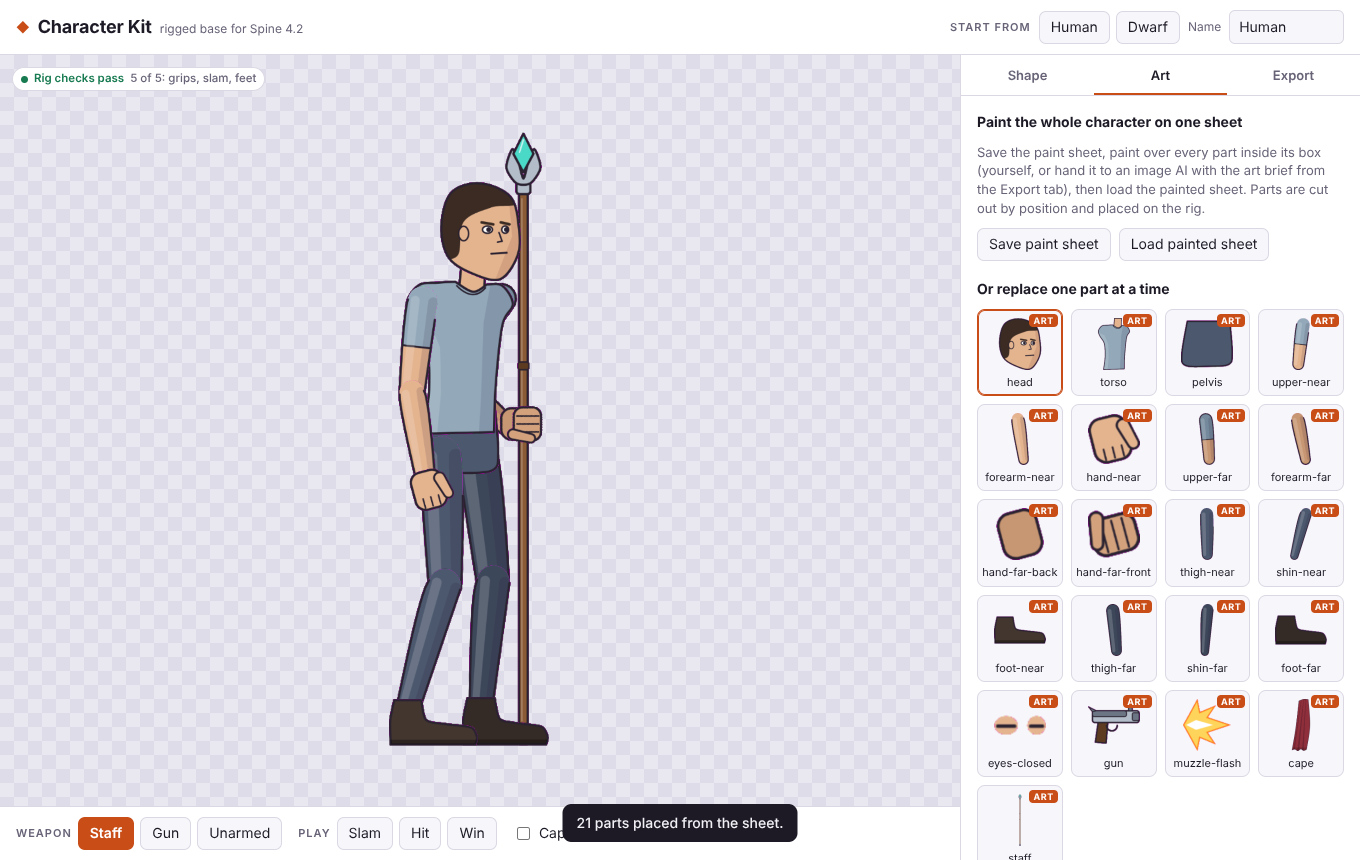 Character Kit rigged base for Spine 4.2
START FROM Human Dwarf Name Human
Rig checks pass 5 of 5: grips, slam, feet
Shape Art Export
Paint the whole character on one sheet
Save the paint sheet, paint over every part inside its box
(yourself, or hand it to an image AI with the art brief from
the Export tab), then load the painted sheet. Parts are cut
out by position and placed on the rig.
Save paint sheet Load painted sheet
Or replace one part at a time
ART ART ART ART
head torso pelvis upper-near
ART ART ART ART
forearm-near hand-near upper-far forearm-far
ART ART ART ART
hand-far-back hand-far-front thigh-near shin-near
ART ART ART ART
foot-near thigh-far shin-far foot-far
ART ART ART ART
eyes-closed gun muzzle-flash cape
ART
staff
WEAPON Staff Gun Unarmed PLAY Slam Hit Win
21 parts placed from the sheet.